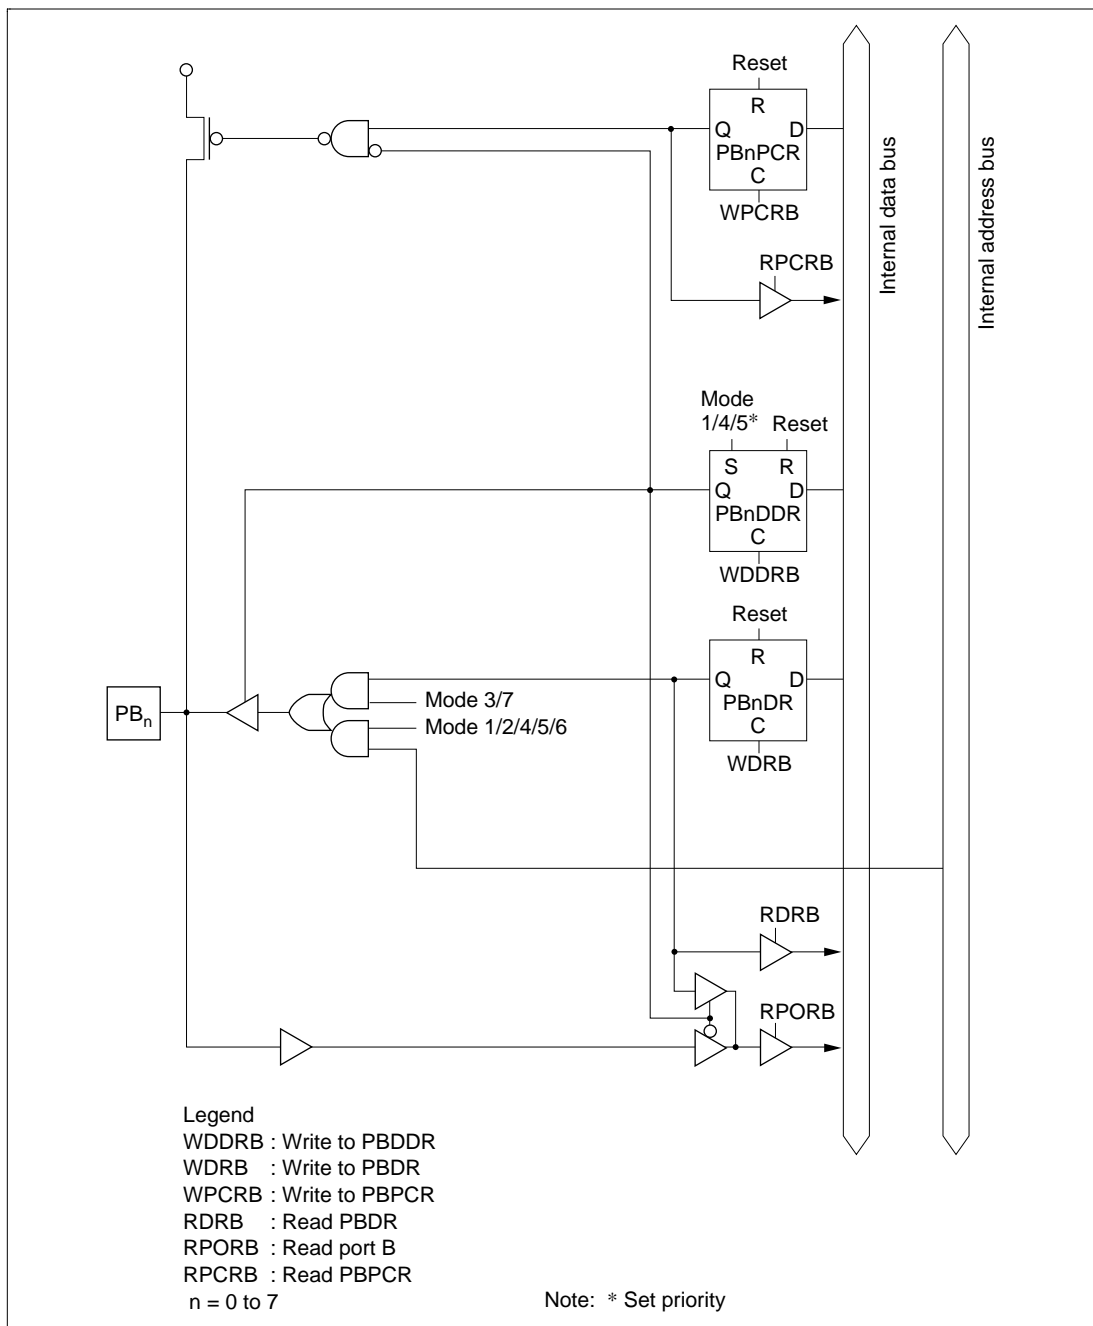 Reset
R
Q D
PBnPCR
C
WPCRB
RPCRB
Internal data bus
Internal address bus
Mode
1/4/5* Reset
S R
Q D
PBnDDR
C
WDDRB
Reset
R
Q D
PBnDR
C
WDRB
PBn
Mode 3/7
Mode 1/2/4/5/6
RDRB
RPORB
Legend
WDDRB : Write to PBDDR
WDRB : Write to PBDR
WPCRB : Write to PBPCR
RDRB : Read PBDR
RPORB : Read port B
RPCRB : Read PBPCR
n = 0 to 7
Note: * Set priority